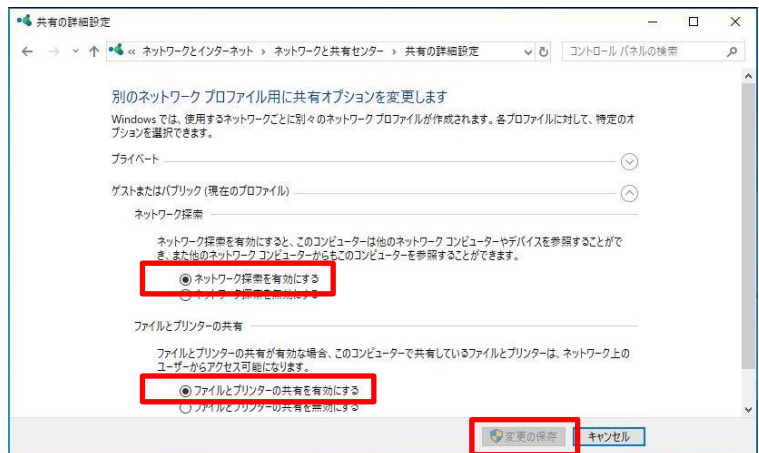 共有の詳細設定
« ネットワークとインターネット › ネットワークと共有センター › 共有の詳細設定
コントロール パネルの検索
別のネットワーク プロファイル用に共有オプションを変更します
Windows では、使用するネットワークごとに別々のネットワーク プロファイルが作成されます。各プロファイルに対して、特定のオ
プションを選択できます。
プライベート
ゲストまたはパブリック (現在のプロファイル)
ネットワーク探索
ネットワーク探索を有効にすると、このコンピューターは他のネットワーク コンピューターやデバイスを参照することがで
き、また他のネットワーク コンピューターからもこのコンピューターを参照することができます。
ネットワーク探索を有効にする
ネットワーク探索を無効にする
ファイルとプリンターの共有
ファイルとプリンターの共有が有効な場合、このコンピューターで共有しているファイルとプリンターは、ネットワーク上の
ユーザーからアクセス可能になります。
ファイルとプリンターの共有を有効にする
ファイルとプリンターの共有を無効にする
変更の保存
キャンセル